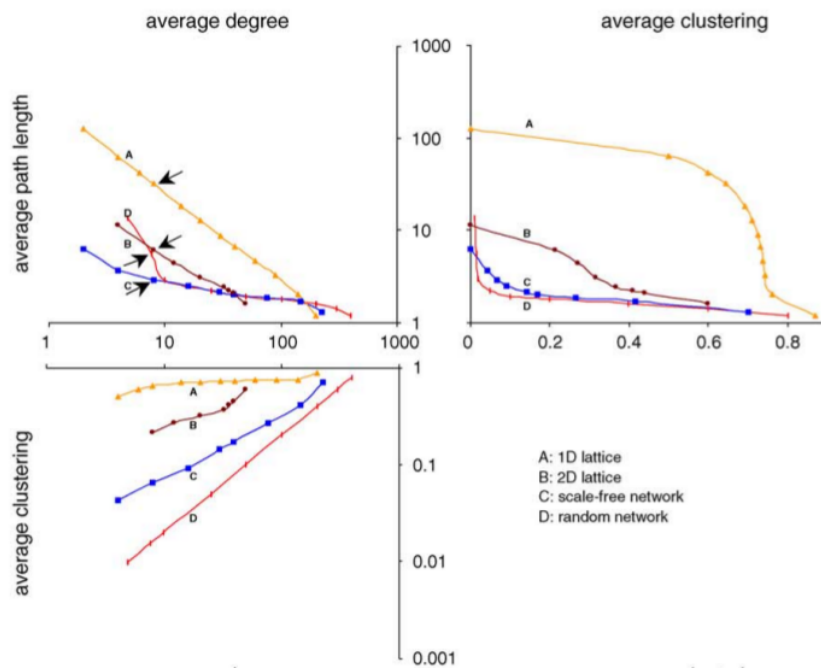 average degree
average clustering
average path length
1000
100
10
1
A
D
B
C
1
10
100
1000
A
B
C
D
0
0.2
0.4
0.6
0.8
average clustering
1
0.1
0.01
0.001
A
B
C
D
A: 1D lattice
B: 2D lattice
C: scale-free network
D: random network